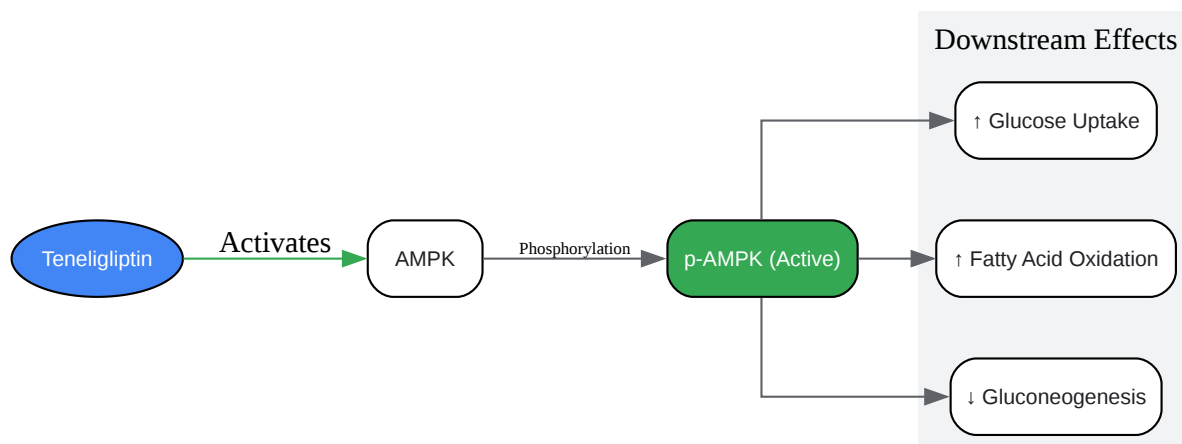 Downstream Effects
↑ Glucose Uptake
Teneligliptin
Activates
AMPK
Phosphorylation
p-AMPK (Active)
↑ Fatty Acid Oxidation
↓ Gluconeogenesis